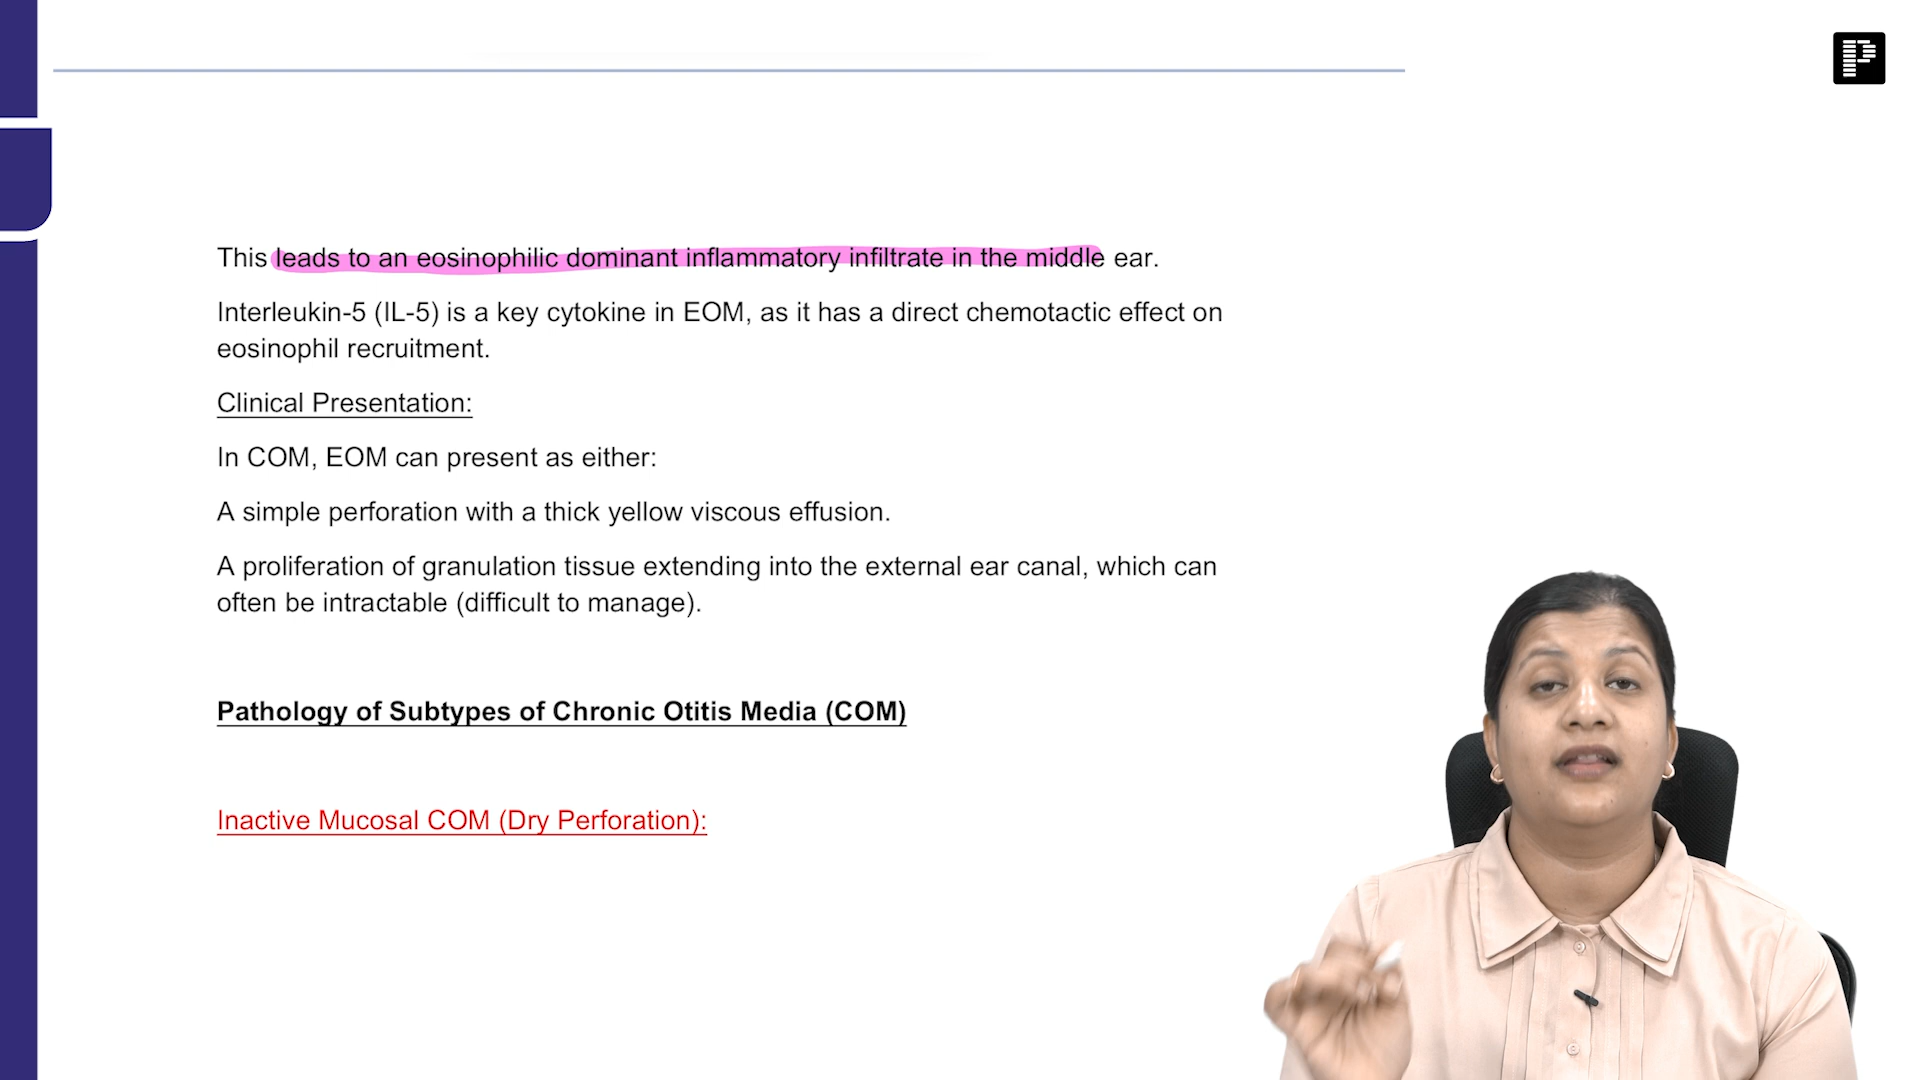 This leads to an eosinophilic dominant inflammatory infiltrate in the middle ear.
Interleukin-5 (IL-5) is a key cytokine in EOM, as it has a direct chemotactic effect on
eosinophil recruitment.
Clinical Presentation:
In COM, EOM can present as either:
A simple perforation with a thick yellow viscous effusion.
A proliferation of granulation tissue extending into the external ear canal, which can
often be intractable (difficult to manage).
Pathology of Subtypes of Chronic Otitis Media (COM)
Inactive Mucosal COM (Dry Perforation):